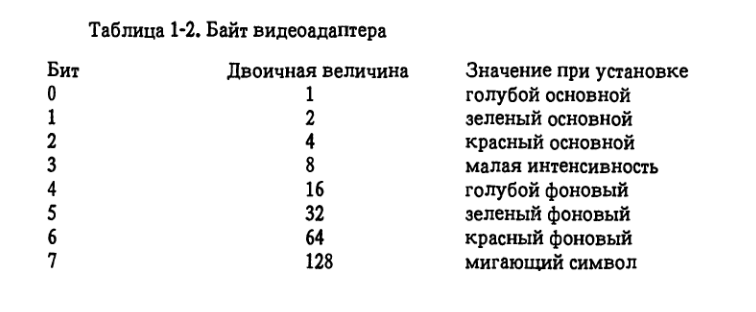 Таблица 1-2. Байт видеоадаптера
Бит Двоичная величина Значение при установке
0 1 голубой основной
1 2 зеленый основной
2 4 красный основной
3 8 малая интенсивность
4 16 голубой фоновый
5 32 зеленый фоновый
6 64 красный фоновый
7 128 мигающий символ